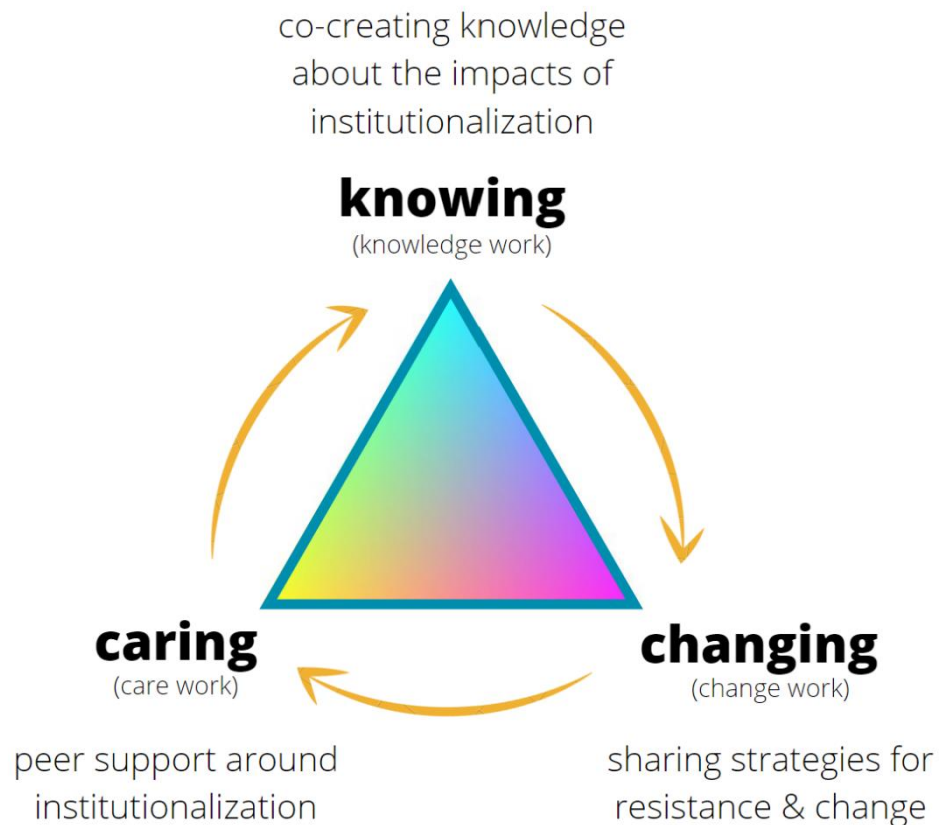 co-creating knowledge
about the impacts of
institutionalization
knowing
(knowledge work)
caring
(care work)
peer support around
institutionalization
changing
(change work)
sharing strategies for
resistance & change